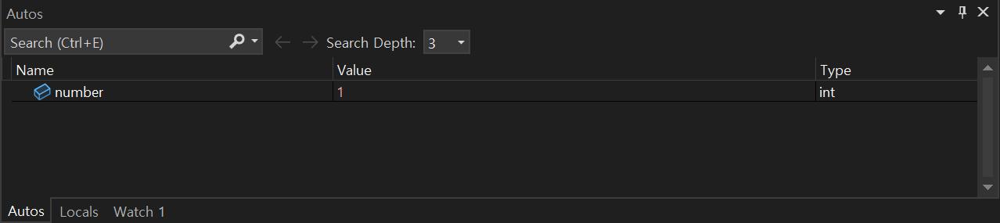 Autos
Search (Ctrl+E) Search Depth: 3
Name Value Type
number 1 int
Autos Locals Watch 1